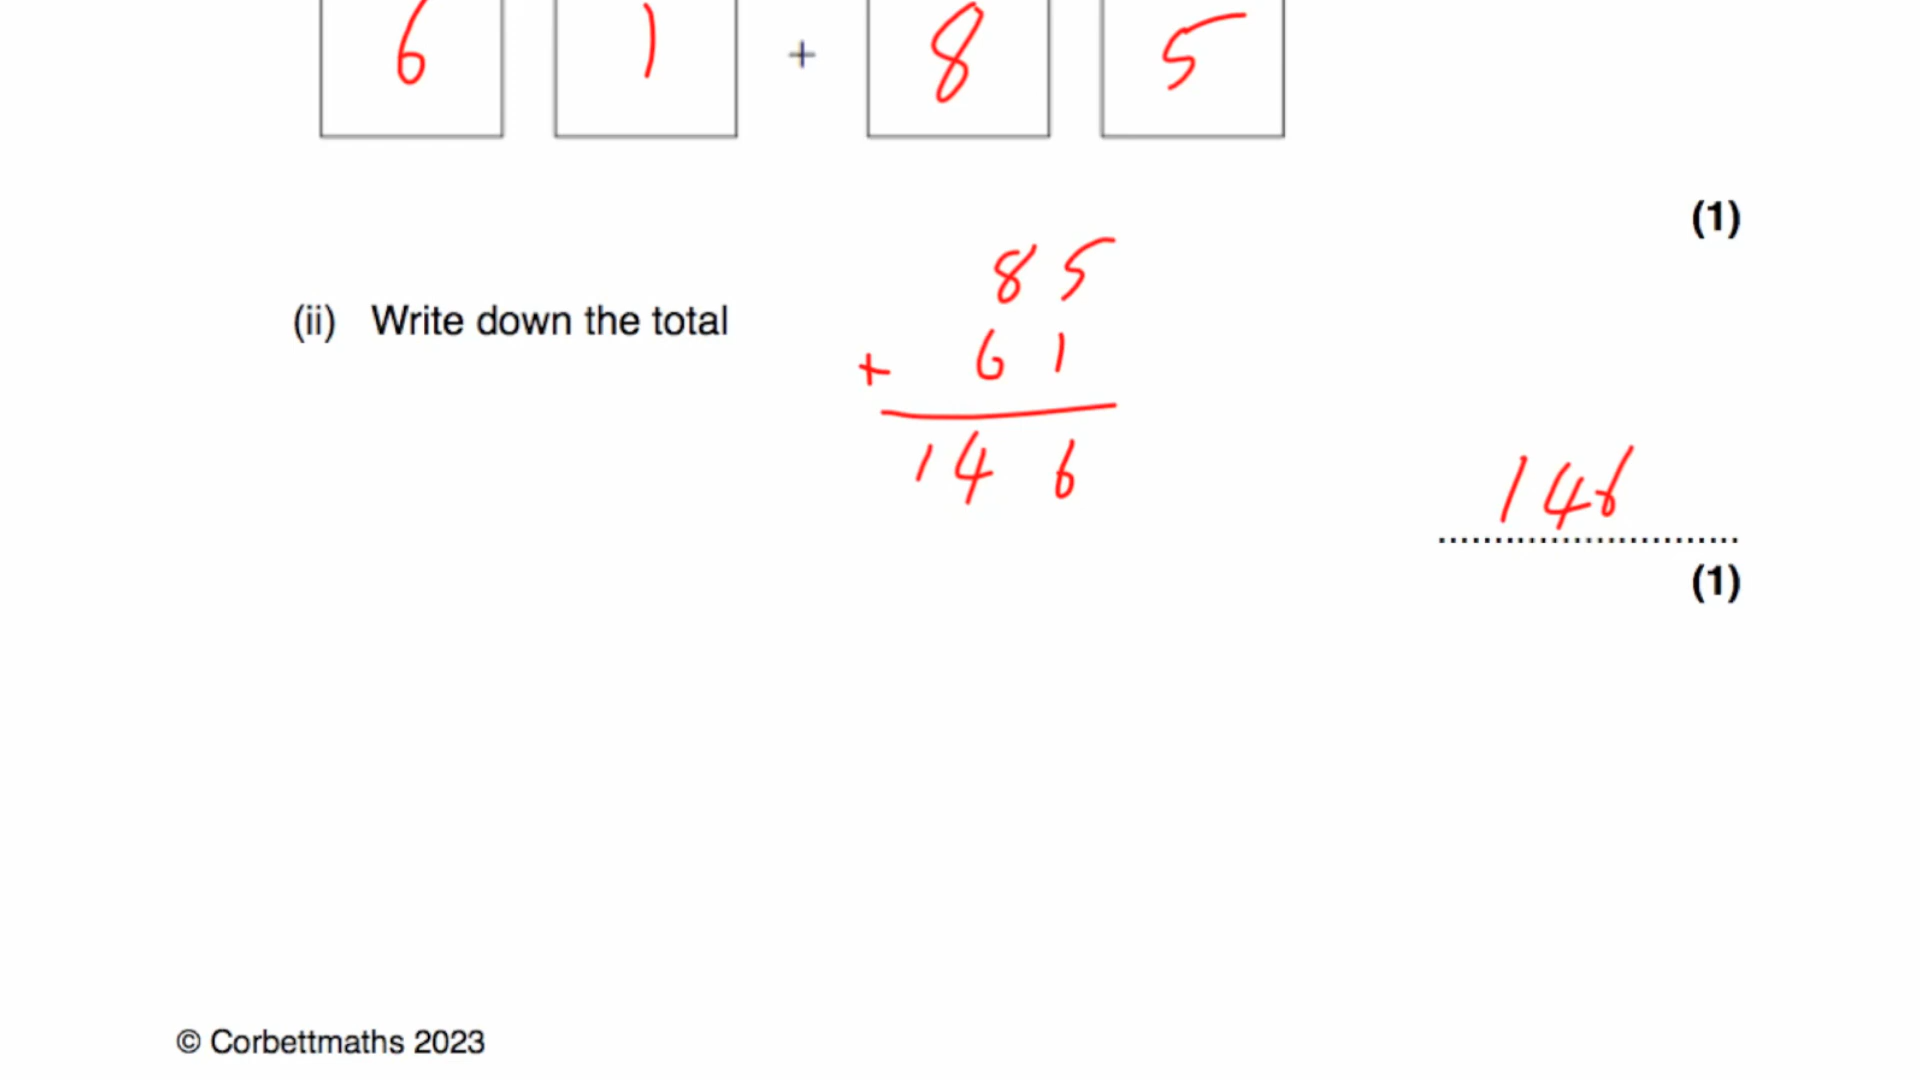 6 1 + 8 5
(1)
85
(ii) Write down the total
+ 61
146
146
(1)
© Corbettmaths 2023